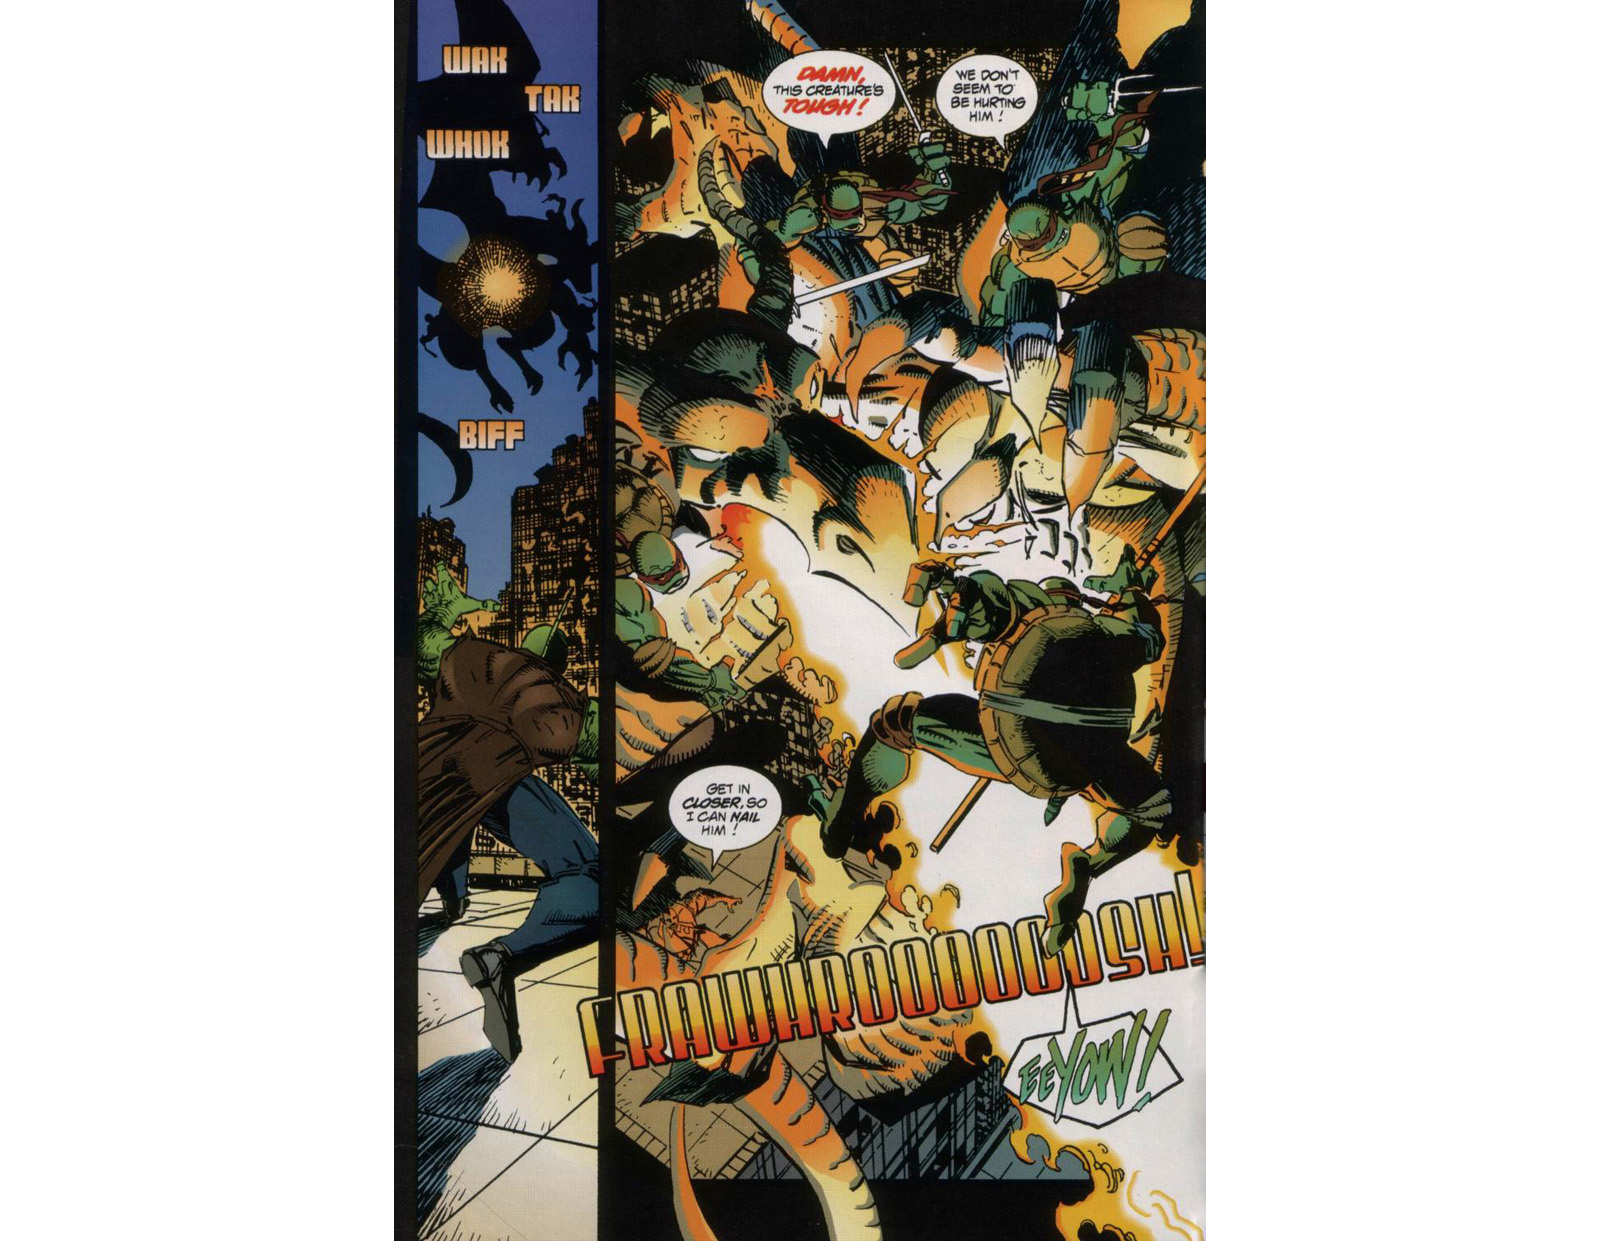 WAK
TAK
WHOK
BIFF
DAMN,
THIS CREATURE'S
TOUGH!
WE DON'T
SEEM TO
BE HURTING
HIM!
GET IN
CLOSER, SO
I CAN NAIL
HIM!
FRAWHROOOOOOOSH!
EEYOW!